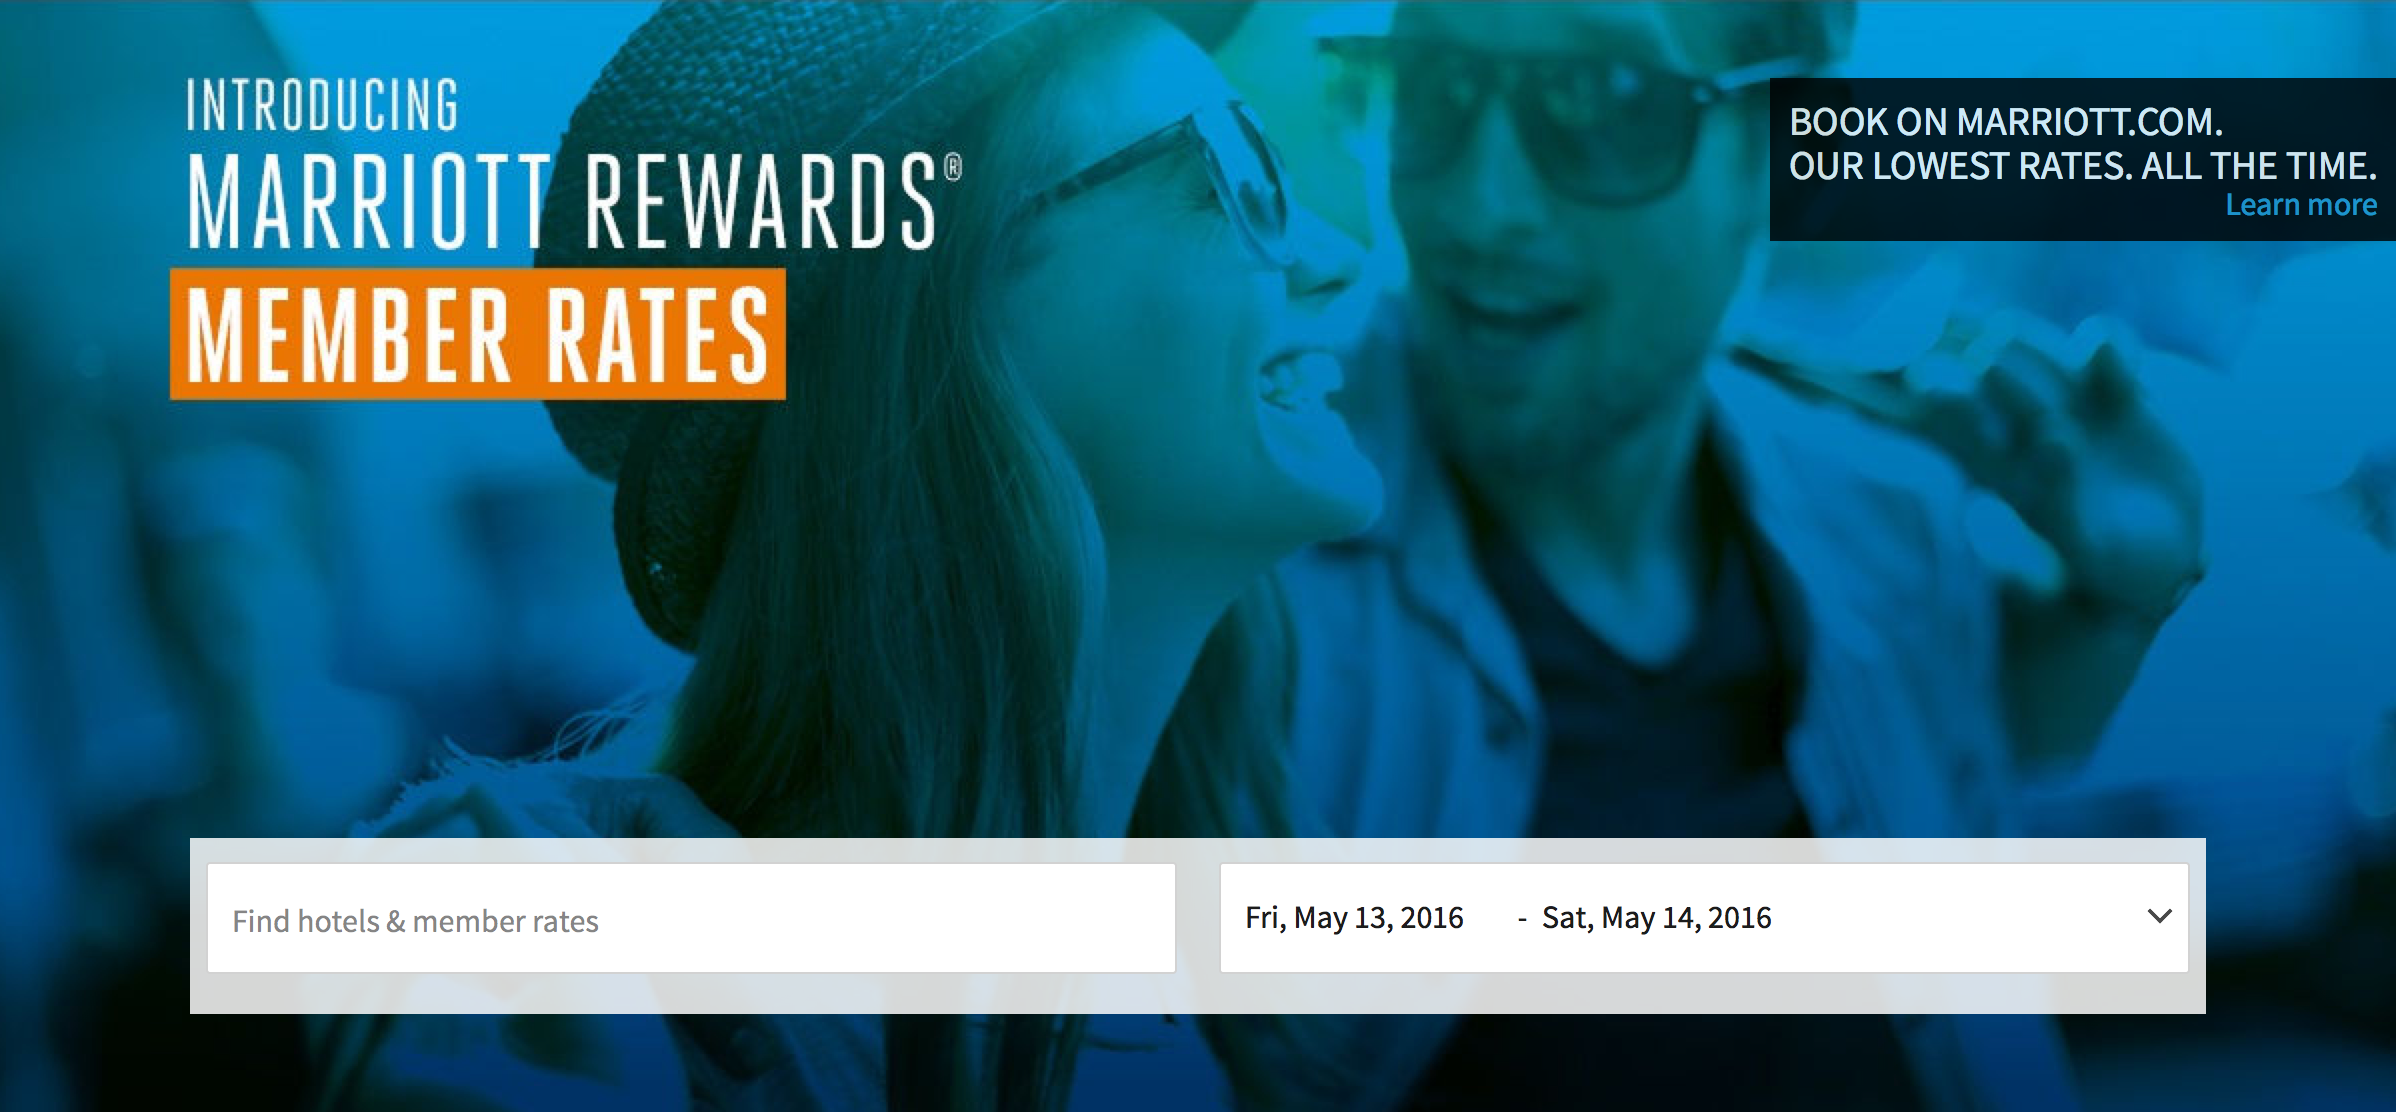 INTRODUCING
MARRIOTT REWARDS®
MEMBER RATES
BOOK ON MARRIOTT.COM.
OUR LOWEST RATES. ALL THE TIME.
Learn more
Find hotels & member rates
Fri, May 13, 2016 - Sat, May 14, 2016